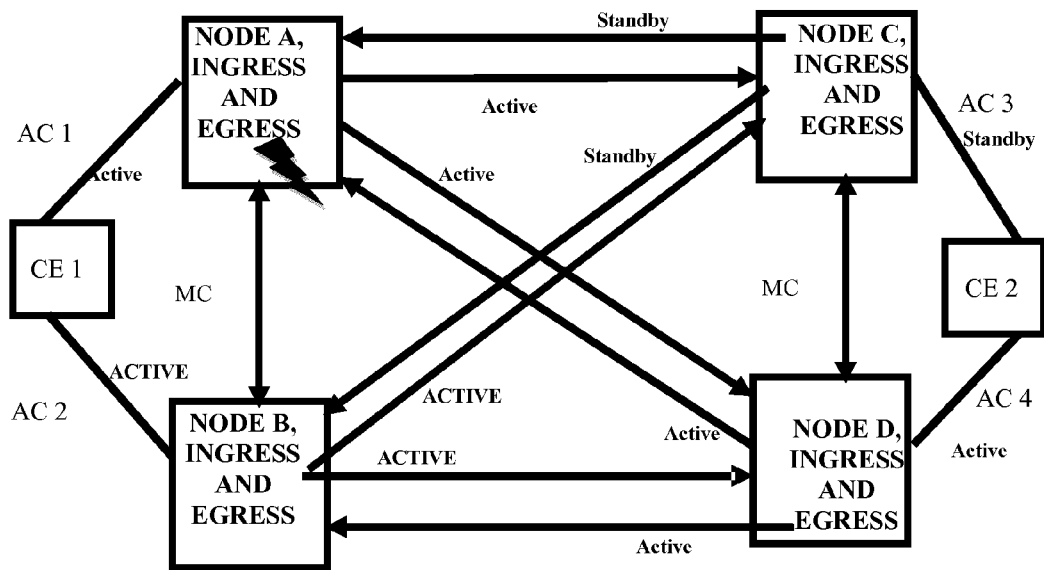 NODE A,
INGRESS
AND
EGRESS
Standby
NODE C,
INGRESS
AND
EGRESS
Active
AC 1
Active
AC 3
Standby
Standby
Active
CE 1
MC
MC
CE 2
ACTIVE
AC 2
ACTIVE
AC 4
Active
Active
NODE B,
INGRESS
AND
EGRESS
ACTIVE
NODE D,
INGRESS
AND
EGRESS
Active